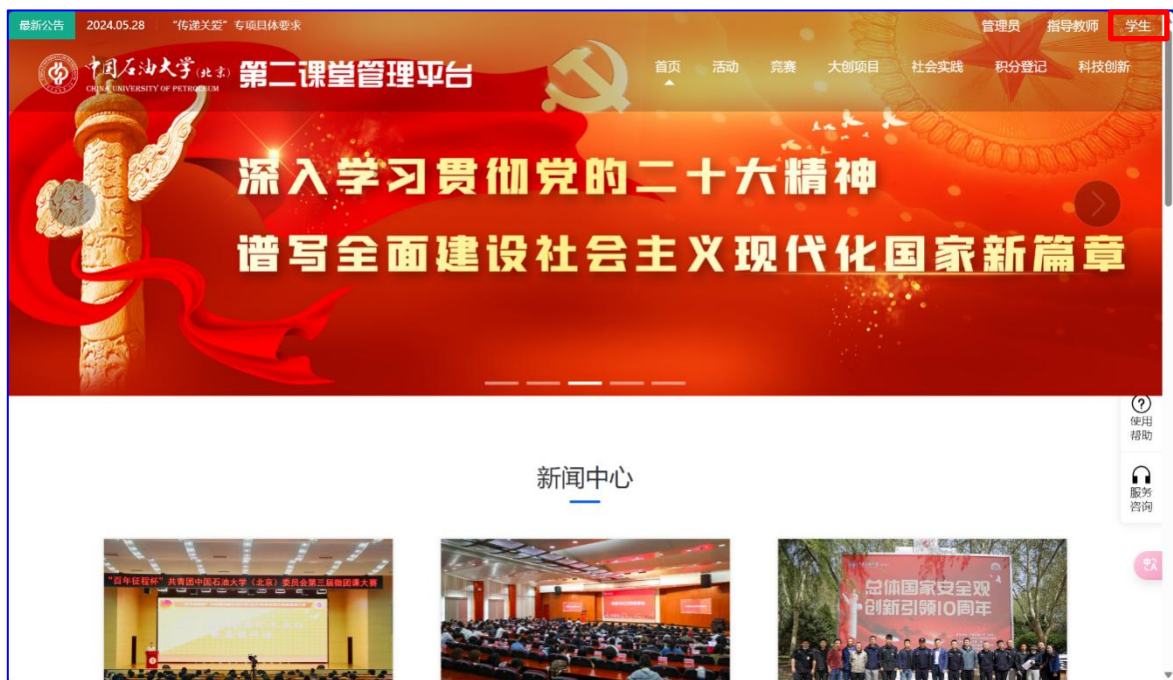 最新公告 2024.05.28 “传递关爱”专项具体要求 管理员 指导教师 学生
中国石油大学(北京) 第二课堂管理平台
CHINA UNIVERSITY OF PETROLEUM
首页 活动 竞赛 大创项目 社会实践 积分登记 科技创新
深入学习贯彻党的二十大精神
谱写全面建设社会主义现代化国家新篇章
使用
帮助
服务
咨询
新闻中心
“百年征程杯”共青团中国石油大学（北京）委员会第三届微团课大赛
总体国家安全观
创新引领10周年